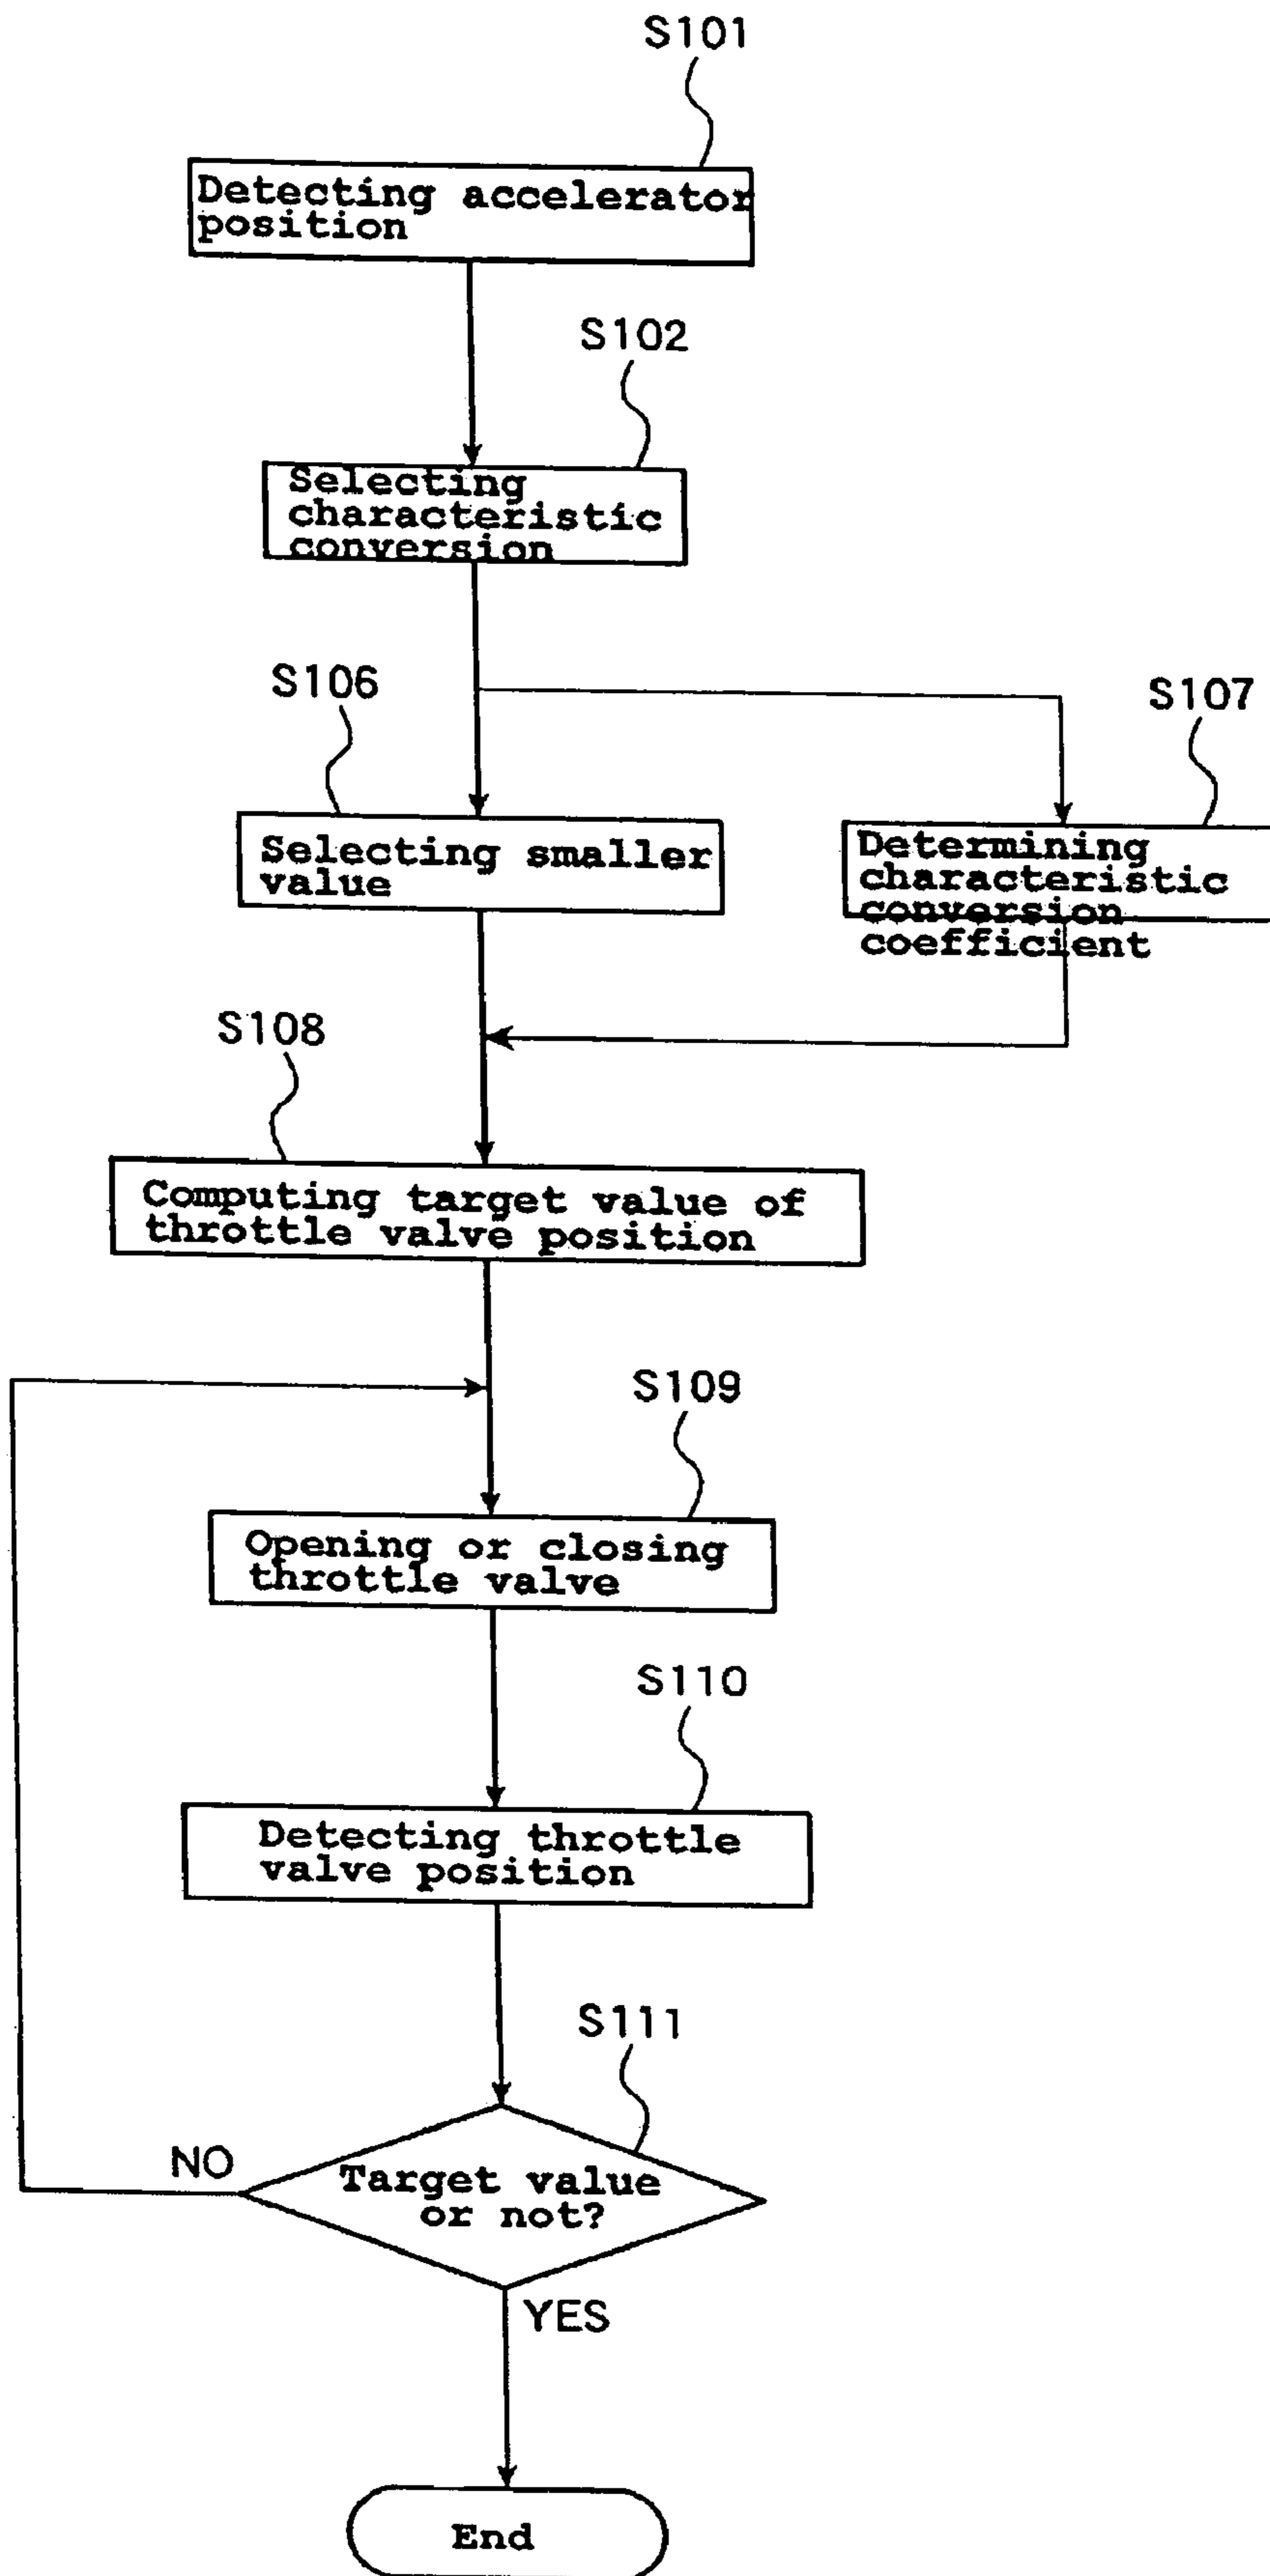 S101
Detecting accelerator
position
S102
Selecting
characteristic
conversion
S106
Selecting smaller
value
S107
Determining
characteristic
conversion
coefficient
S108
Computing target value of
throttle valve position
S109
Opening or closing
throttle valve
S110
Detecting throttle
valve position
S111
Target value
or not?
NO
YES
End